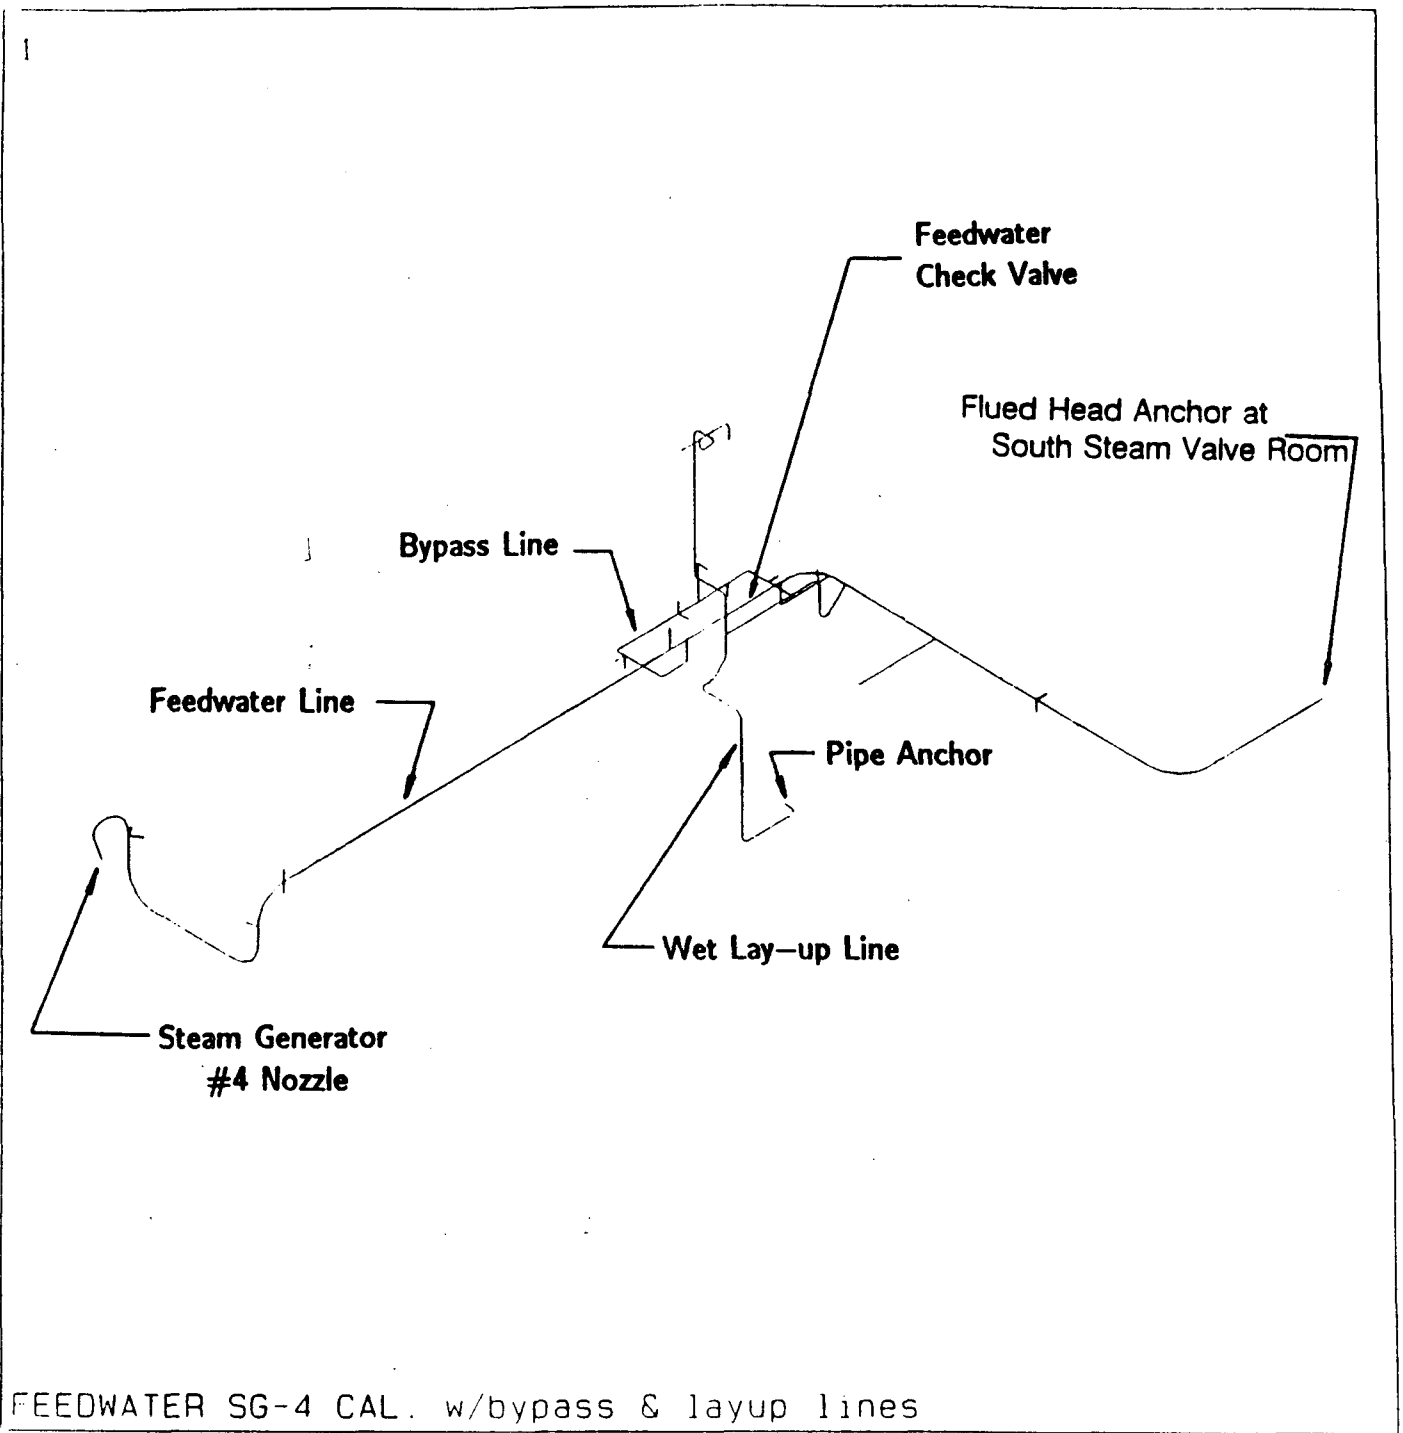 1
Feedwater
Check Valve
Flued Head Anchor at
South Steam Valve Room
Bypass Line
Feedwater Line
Pipe Anchor
Wet Lay-up Line
Steam Generator
#4 Nozzle
FEEDWATER SG-4 CAL. w/bypass & layup lines